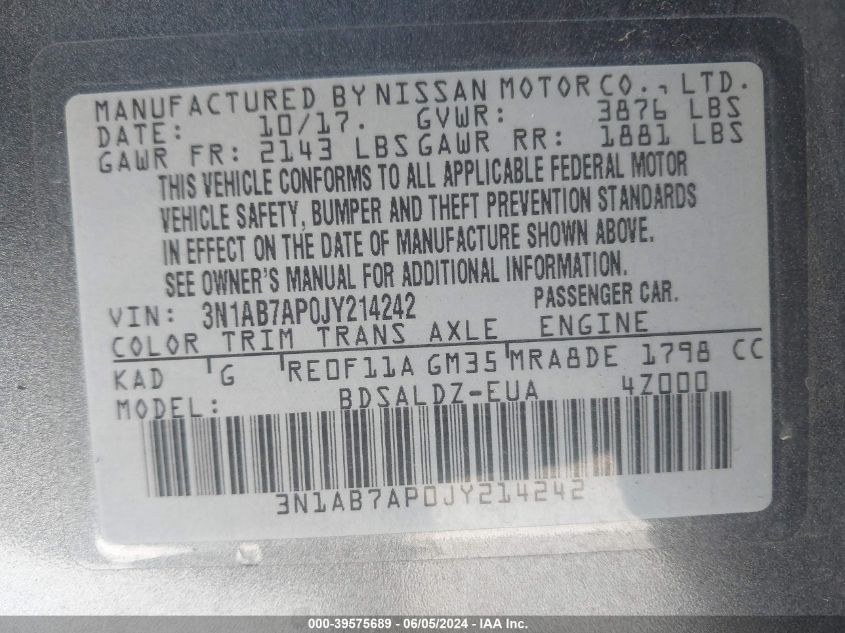 MANUFACTURED BY NISSAN MOTOR CO., LTD.
DATE: 10/17. GVWR: 3876 LBS
GAWR FR: 2143 LBS GAWR RR: 1881 LBS
THIS VEHICLE CONFORMS TO ALL APPLICABLE FEDERAL MOTOR
VEHICLE SAFETY, BUMPER AND THEFT PREVENTION STANDARDS
IN EFFECT ON THE DATE OF MANUFACTURE SHOWN ABOVE.
SEE OWNER'S MANUAL FOR ADDITIONAL INFORMATION.
VIN: 3N1AB7AP0JY214242 PASSENGER CAR.
COLOR TRIM TRANS AXLE ENGINE
KAD G RE0F11A GM35 MRA8DE 1798 CC
MODEL: BDSALDZ-EUA 4Z000
3N1AB7AP0JY214242
000-39575689 - 06/05/2024 - IAA Inc.